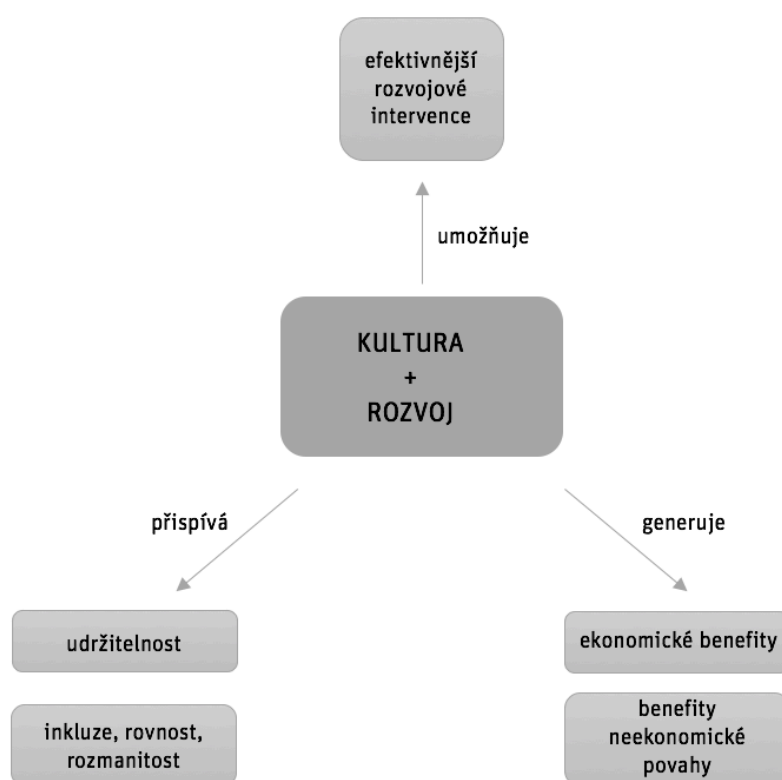 efektivnější
rozvojové
intervence
umožňuje
KULTURA
+
ROZVOJ
přispívá
generuje
udržitelnost
ekonomické benefity
inkluze, rovnost,
rozmanitost
benefity
neekonomické
povahy